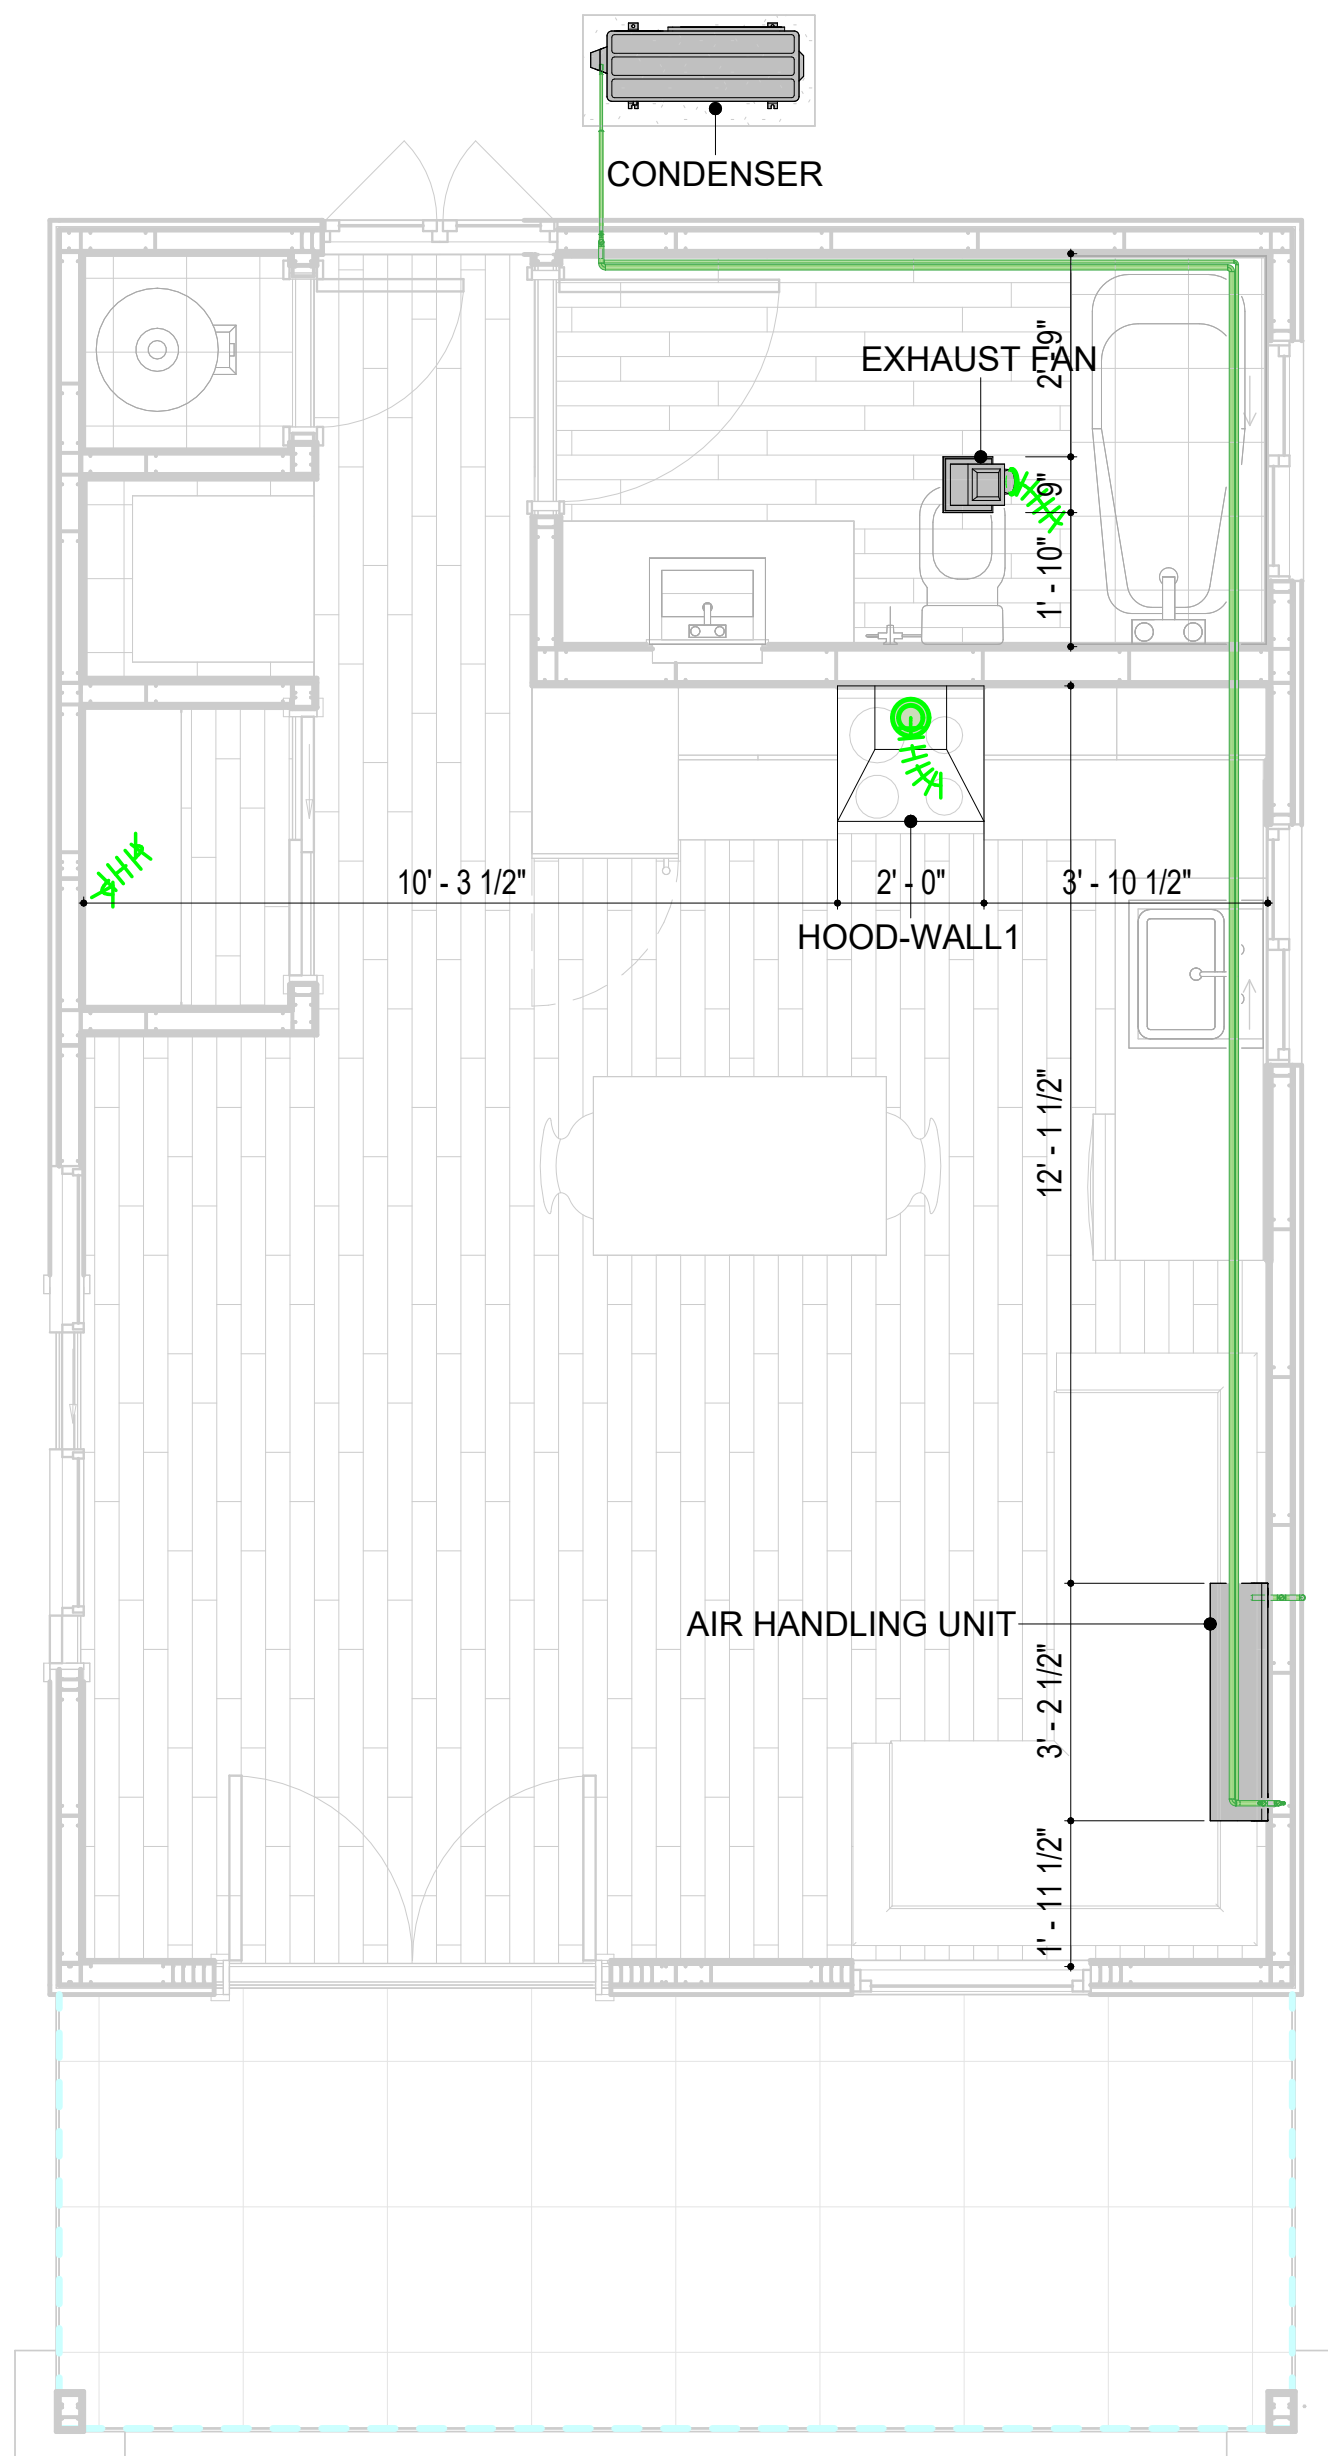 CONDENSER
2' - 9"
EXHAUST FAN
9"
1' - 10"
10' - 3 1/2"
2' - 0"
3' - 10 1/2"
HOOD-WALL1
12' - 1 1/2"
AIR HANDLING UNIT
3' - 2 1/2"
1' - 11 1/2"